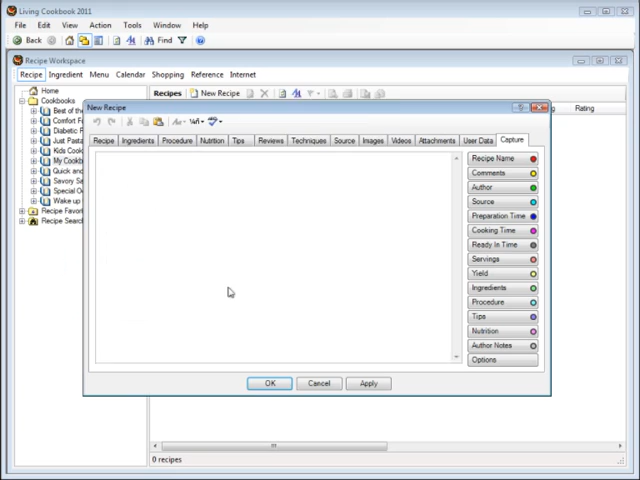 Living Cookbook 2011
File Edit View Action Tools Window Help
Back Find
Recipe Workspace
Recipe Ingredient Menu Calendar Shopping Reference Internet
Home
Cookbooks
Best of the
Comfort F
Diabetic F
Just Pasta
Kids Cook
My Cookb
Quick and
Savory Se
Special O
Wake up
Recipe Favori
Recipe Searc
Recipes New Recipe
Rating
New Recipe
Recipe Ingredients Procedure Nutrition Tips Reviews Techniques Source Images Videos Attachments User Data Capture
Recipe Name
Comments
Author
Source
Preparation Time
Cooking Time
Ready In Time
Servings
Yield
Ingredients
Procedure
Tips
Nutrition
Author Notes
Options
OK Cancel Apply
0 recipes